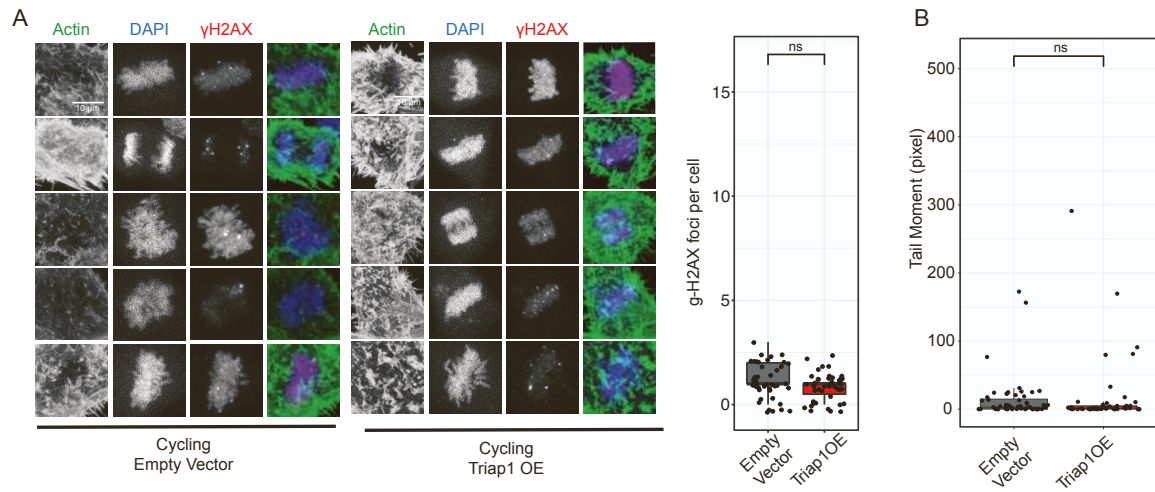 A
Actin DAPI γH2AX
10 μm
Cycling
Empty Vector
Actin DAPI γH2AX
10 μm
Cycling
Triap1 OE
g-H2AX foci per cell
15
10
5
0
ns
Empty
Vector
Triap1OE
B
Tail Moment (pixel)
500
400
300
200
100
0
ns
Empty
Vector
Triap1OE